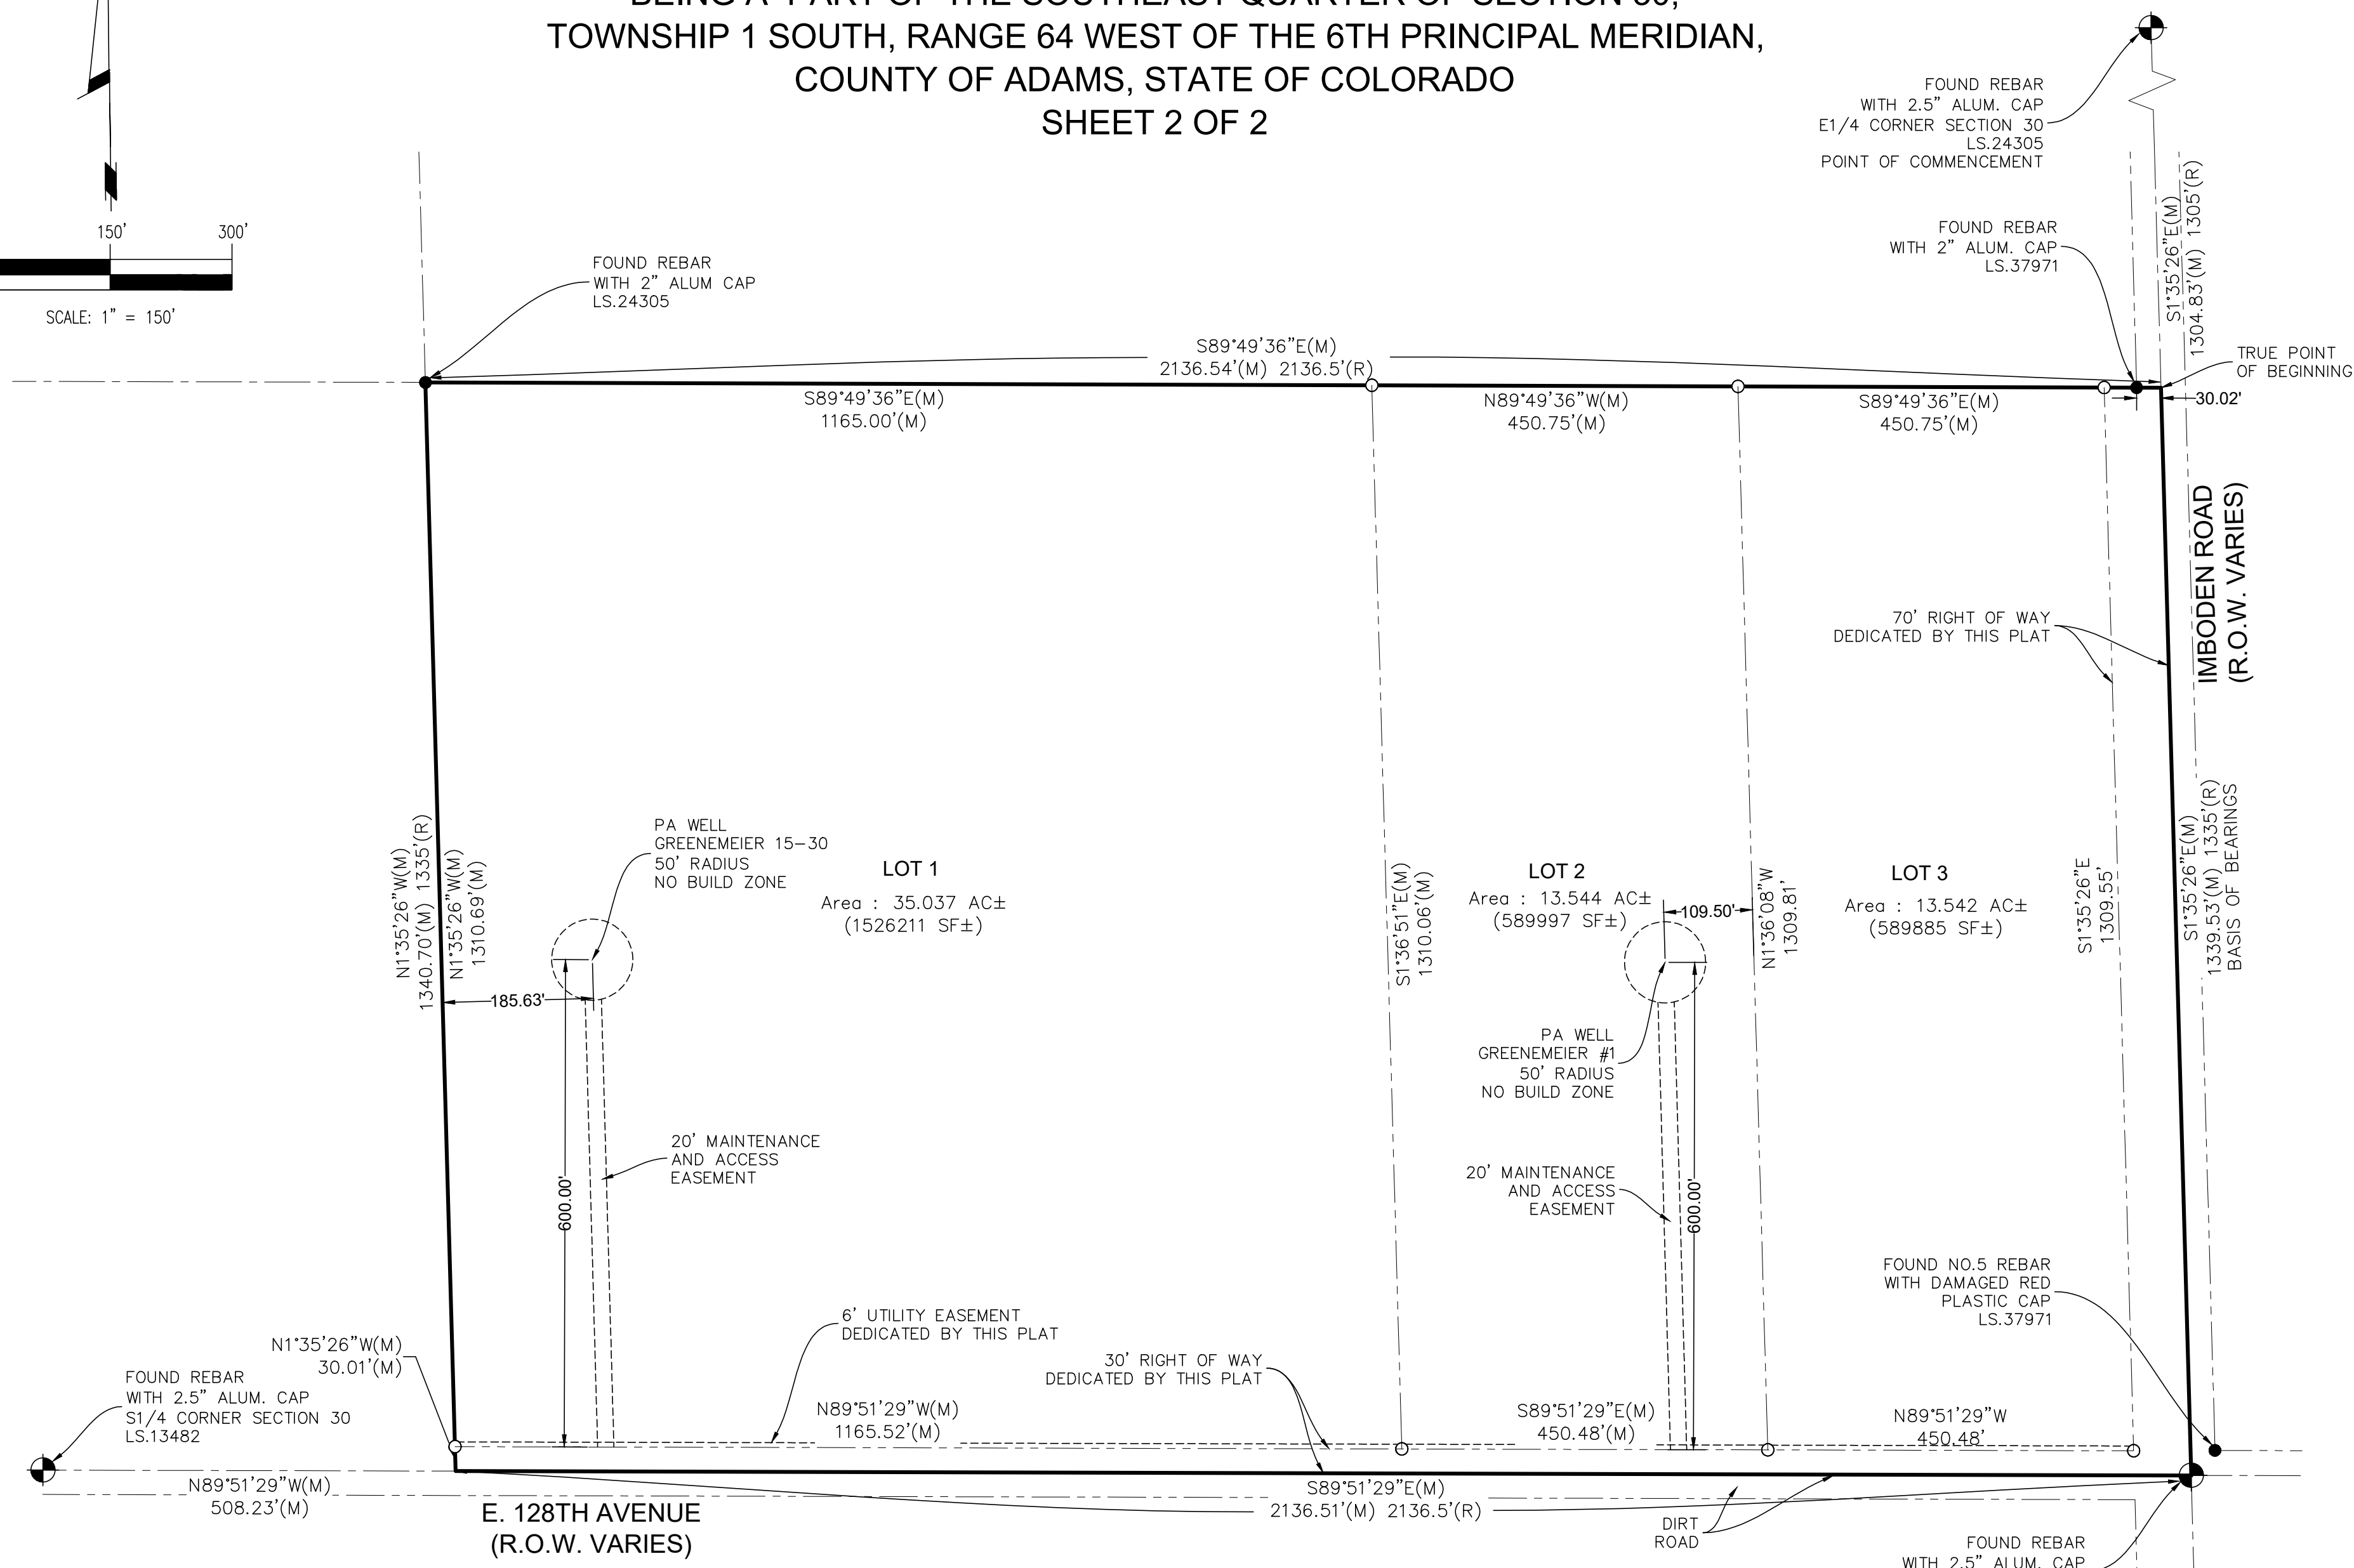 BEING A PART OF THE SOUTHEAST QUARTER OF SECTION 30,
TOWNSHIP 1 SOUTH, RANGE 64 WEST OF THE 6TH PRINCIPAL MERIDIAN,
COUNTY OF ADAMS, STATE OF COLORADO
SHEET 2 OF 2
150'
300'
SCALE: 1" = 150'
FOUND REBAR
WITH 2" ALUM CAP
LS.24305
FOUND REBAR
WITH 2.5" ALUM. CAP
E1/4 CORNER SECTION 30
LS.24305
POINT OF COMMENCEMENT
FOUND REBAR
WITH 2" ALUM. CAP
LS.37971
S1°35'26"E(M)
1304.83'(M) 1305'(R)
TRUE POINT
OF BEGINNING
30.02'
S89°49'36"E(M)
2136.54'(M) 2136.5'(R)
S89°49'36"E(M)
1165.00'(M)
N89°49'36"W(M)
450.75'(M)
S89°49'36"E(M)
450.75'(M)
IMBODEN ROAD
(R.O.W. VARIES)
70' RIGHT OF WAY
DEDICATED BY THIS PLAT
N1°35'26"W(M)
1340.70'(M) 1335'(R)
N1°35'26"W(M)
1310.69'(M)
PA WELL
GREENEMEIER 15-30
50' RADIUS
NO BUILD ZONE
LOT 1
Area : 35.037 AC±
(1526211 SF±)
185.63'
600.00'
20' MAINTENANCE
AND ACCESS
EASEMENT
S1°36'51"E(M)
1310.06'(M)
LOT 2
Area : 13.544 AC±
(589997 SF±)
109.50'
PA WELL
GREENEMEIER #1
50' RADIUS
NO BUILD ZONE
20' MAINTENANCE
AND ACCESS
EASEMENT
600.00'
N1°36'08"W
1309.81'
LOT 3
Area : 13.542 AC±
(589885 SF±)
S1°35'26"E
1309.55'
S1°35'26"E(M)
1339.53'(M) 1335'(R)
BASIS OF BEARINGS
FOUND NO.5 REBAR
WITH DAMAGED RED
PLASTIC CAP
LS.37971
6' UTILITY EASEMENT
DEDICATED BY THIS PLAT
30' RIGHT OF WAY
DEDICATED BY THIS PLAT
N1°35'26"W(M)
30.01'(M)
FOUND REBAR
WITH 2.5" ALUM. CAP
S1/4 CORNER SECTION 30
LS.13482
N89°51'29"W(M)
1165.52'(M)
S89°51'29"E(M)
450.48'(M)
N89°51'29"W
450.48'
N89°51'29"W(M)
508.23'(M)
E. 128TH AVENUE
(R.O.W. VARIES)
S89°51'29"E(M)
2136.51'(M) 2136.5'(R)
DIRT
ROAD
FOUND REBAR
WITH 2.5" ALUM. CAP